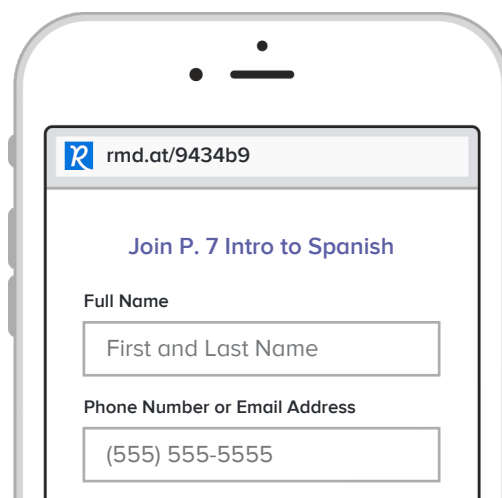 rmd.at/9434b9
Join P. 7 Intro to Spanish
Full Name
First and Last Name
Phone Number or Email Address
(555) 555-5555